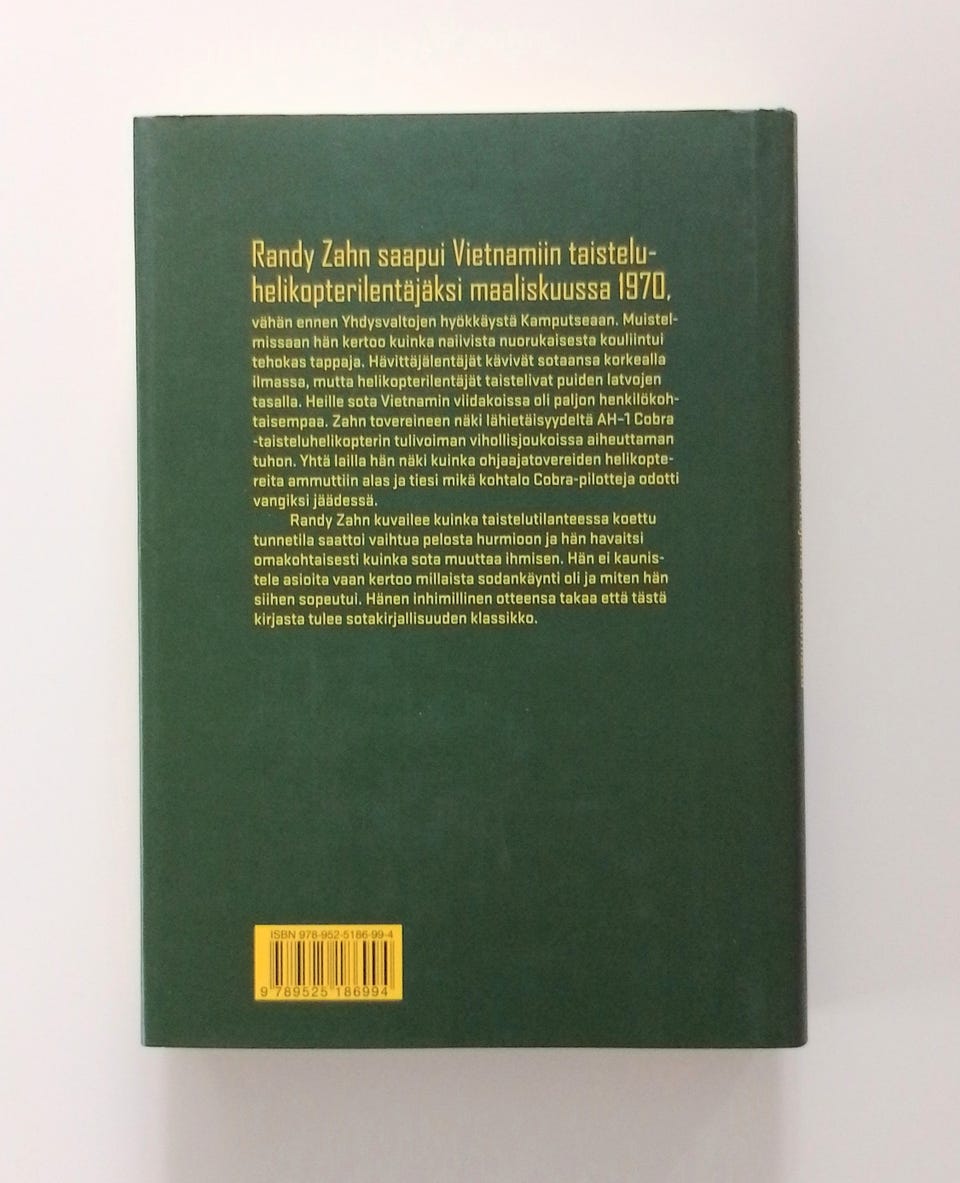 Randy Zahn saapui Vietnamiin taistelu-
helikopterilentäjäksi maaliskuussa 1970,
vähän ennen Yhdysvaltojen hyökkäystä Kamputseaan. Muistel-
missaan hän kertoo kuinka naiivista nuorukaisesta kouliintui
tehokas tappaja. Hävittäjälentäjät kävivät sotaansa korkealla
ilmassa, mutta helikopterilentäjät taistelivat puiden latvojen
tasalla. Heille sota Vietnamin viidakoissa oli paljon henkilökoh-
taisempaa. Zahn tovereineen näki lähietäisyydeltä AH-1 Cobra
-taisteluhelikopterin tulivoiman vihollisjoukoissa aiheuttaman
tuhon. Yhtä lailla hän näki kuinka ohjaajatovereiden helikopte-
reita ammuttiin alas ja tiesi mikä kohtalo Cobra-pilotteja odotti
vangiksi jäädessä.
Randy Zahn kuvailee kuinka taistelutilanteessa koettu
tunnetila saattoi vaihtua pelosta hurmioon ja hän havaitsi
omakohtaisesti kuinka sota muuttaa ihmisen. Hän ei kaunis-
tele asioita vaan kertoo millaista sodankäynti oli ja miten hän
siihen sopeutui. Hänen inhimillinen otteensa takaa että tästä
kirjasta tulee sotakirjallisuuden klassikko.
ISBN 978-952-5186-99-4
9 789525 186994